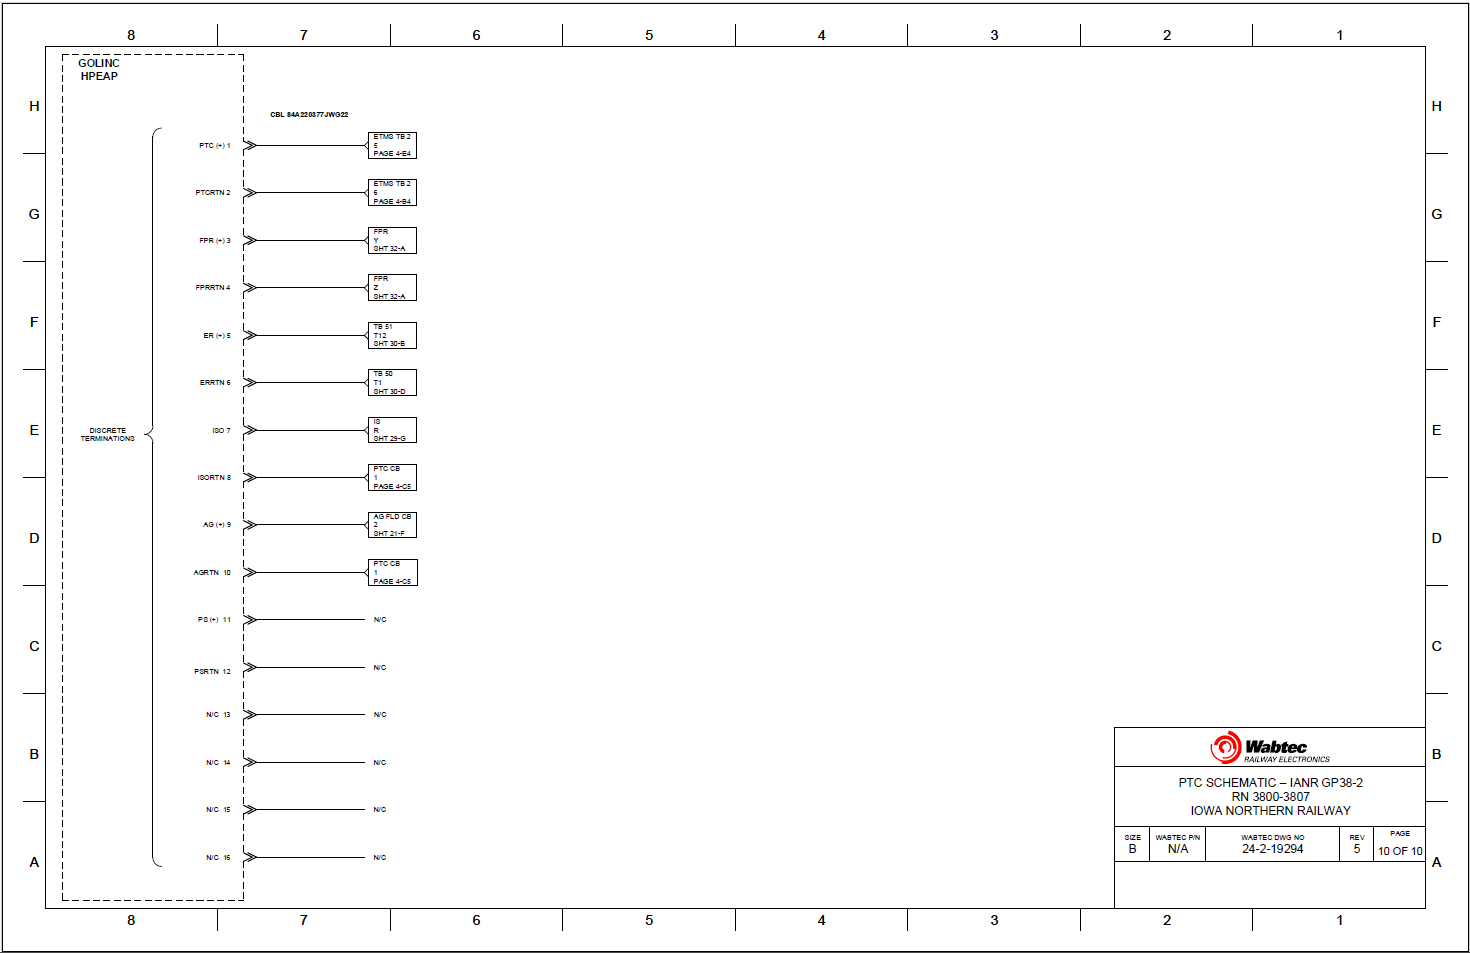 8 7 6 5 4 3 2 1
GOLINC
HPEAP
H H
CBL 84A220377JWG22
PTC (+) 1
ETMS TB 2
5
PAGE 4-E4
PTCRTN 2
ETMS TB 2
6
PAGE 4-B4
G G
FPR (+) 3
FPR
Y
SHT 32-A
FPRRTN 4
FPR
Z
SHT 32-A
F F
ER (+) 5
TB 51
T12
SHT 30-B
ERRTN 6
TB 50
T1
SHT 30-D
E E
DISCRETE
TERMINATIONS
ISO 7
IS
R
SHT 29-G
ISORTN 8
PTC CB
1
PAGE 4-C5
D D
AG (+) 9
AG FLD CB
2
SHT 21-F
AGRTN 10
PTC CB
1
PAGE 4-C5
PS (+) 11 N/C
C C
PSRTN 12 N/C
N/C 13 N/C
B B
N/C 14 N/C
N/C 15 N/C
A A
N/C 16 N/C
Wabtec
RAILWAY ELECTRONICS
PTC SCHEMATIC – IANR GP38-2
RN 3800-3807
IOWA NORTHERN RAILWAY
SIZE WABTEC P/N WABTEC DWG NO REV PAGE
B N/A 24-2-19294 5 10 OF 10
8 7 6 5 4 3 2 1